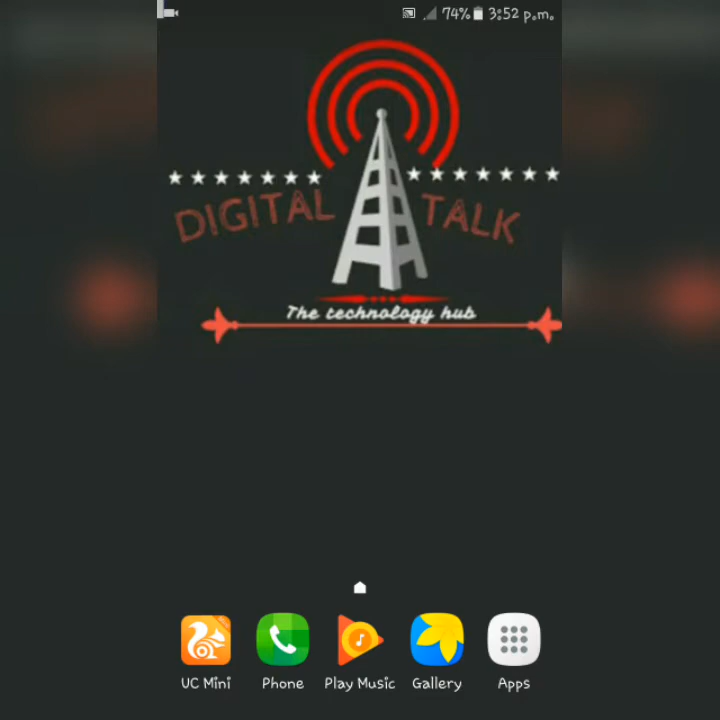 74% 3:52 p.m.
DIGITAL TALK
The technology hub
UC Mini Phone Play Music Gallery Apps